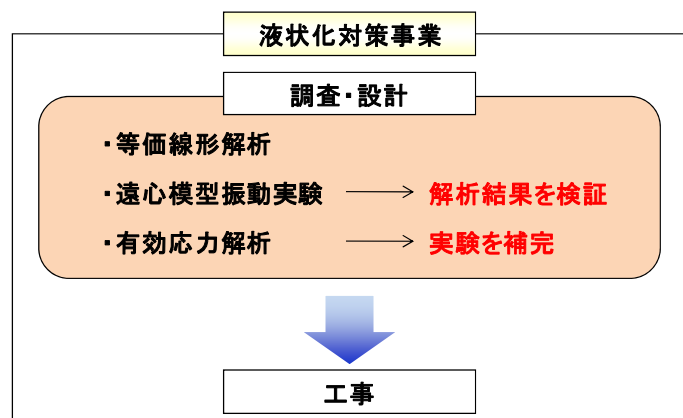 液状化対策事業
調査・設計
・等価線形解析
・遠心模型振動実験 → 解析結果を検証
・有効応力解析 → 実験を補完
工事